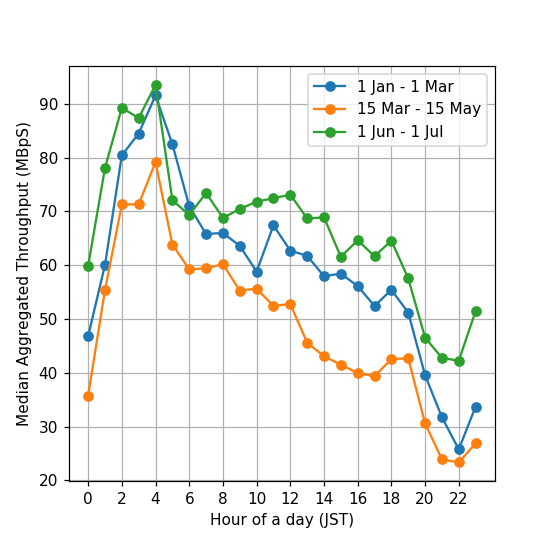 1 Jan - 1 Mar
15 Mar - 15 May
1 Jun - 1 Jul
Median Aggregated Throughput (MBpS)
90
80
70
60
50
40
30
20
0 2 4 6 8 10 12 14 16 18 20 22
Hour of a day (JST)